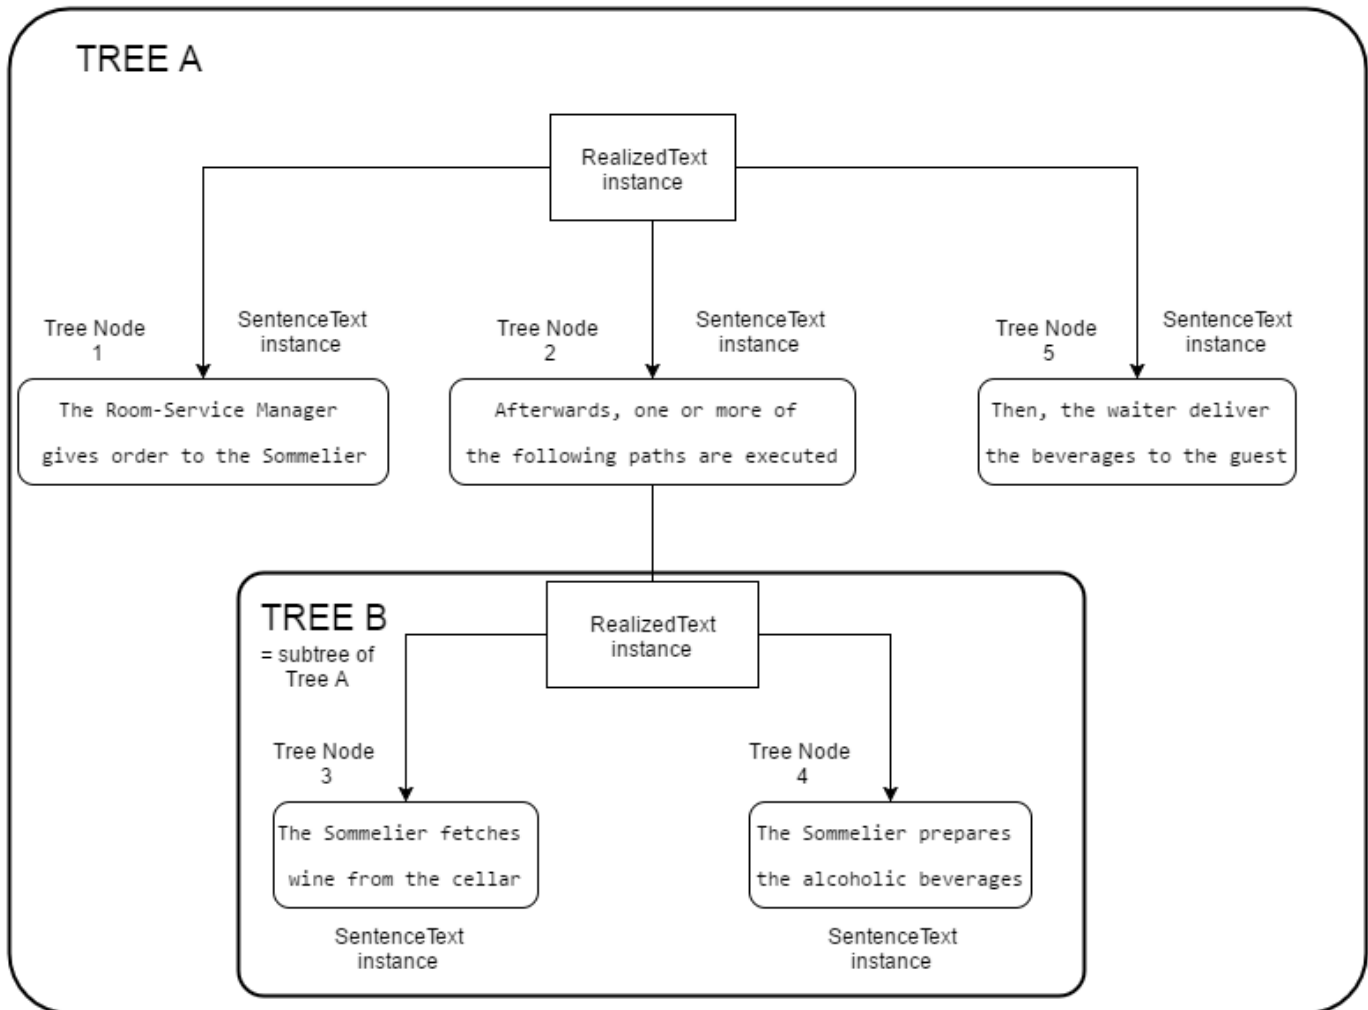 TREE A
RealizedText
instance
Tree Node
1
SentenceText
instance
Tree Node
2
SentenceText
instance
Tree Node
5
SentenceText
instance
The Room-Service Manager
gives order to the Sommelier
Afterwards, one or more of
the following paths are executed
Then, the waiter deliver
the beverages to the guest
TREE B
= subtree of
Tree A
RealizedText
instance
Tree Node
3
Tree Node
4
The Sommelier fetches
wine from the cellar
The Sommelier prepares
the alcoholic beverages
SentenceText
instance
SentenceText
instance